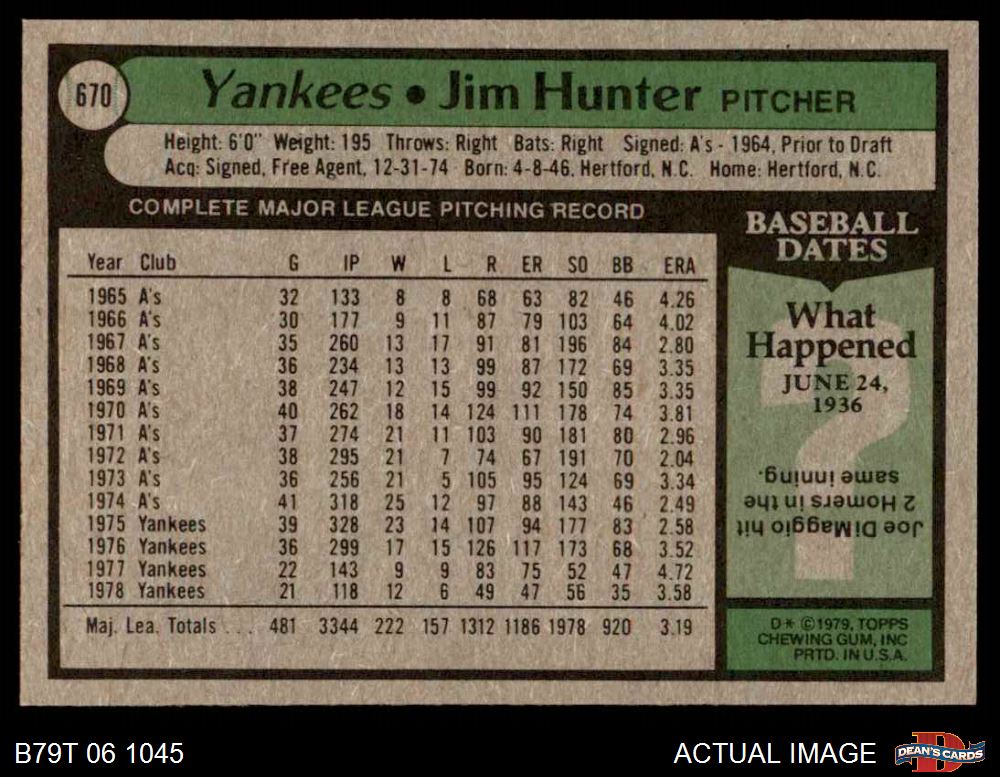 670
Yankees • Jim Hunter PITCHER
Height: 6'0" Weight: 195 Throws: Right Bats: Right Signed: A's - 1964, Prior to Draft
Acq: Signed, Free Agent, 12-31-74 Born: 4-8-46, Hertford, N.C. Home: Hertford, N.C.
COMPLETE MAJOR LEAGUE PITCHING RECORD
Year Club G IP W L R ER SO BB ERA
1965 A's 32 133 8 8 68 63 82 46 4.26
1966 A's 30 177 9 11 87 79 103 64 4.02
1967 A's 35 260 13 17 91 81 196 84 2.80
1968 A's 36 234 13 13 99 87 172 69 3.35
1969 A's 38 247 12 15 99 92 150 85 3.35
1970 A's 40 262 18 14 124 111 178 74 3.81
1971 A's 37 274 21 11 103 90 181 80 2.96
1972 A's 38 295 21 7 74 67 191 70 2.04
1973 A's 36 256 21 5 105 95 124 69 3.34
1974 A's 41 318 25 12 97 88 143 46 2.49
1975 Yankees 39 328 23 14 107 94 177 83 2.58
1976 Yankees 36 299 17 15 126 117 173 68 3.52
1977 Yankees 22 143 9 9 83 75 52 47 4.72
1978 Yankees 21 118 12 6 49 47 56 35 3.58
Maj. Lea. Totals . . . 481 3344 222 157 1312 1186 1978 920 3.19
BASEBALL
DATES
What
Happened
JUNE 24,
1936
?
Joe DiMaggio hit
2 Homers in the
same inning.
D* ©1979, TOPPS
CHEWING GUM, INC
PRTD. IN U.S.A.
B79T 06 1045
ACTUAL IMAGE
D
DEAN'S CARDS